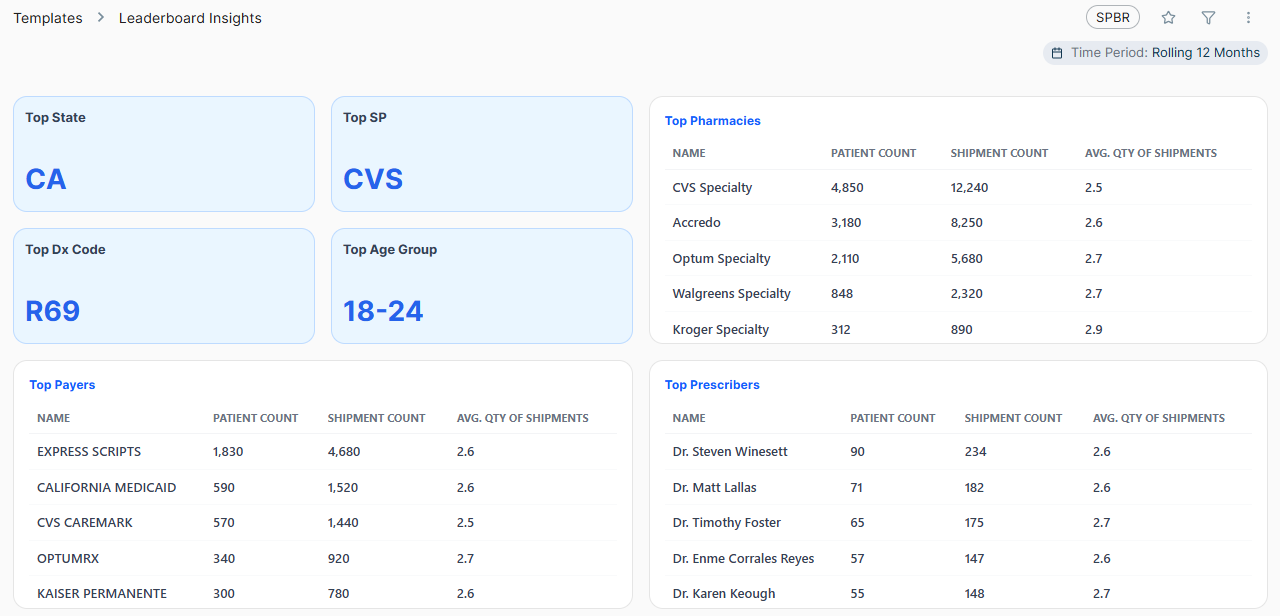 Templates > Leaderboard Insights
SPBR
Time Period: Rolling 12 Months
Top State
CA
Top SP
CVS
Top Dx Code
R69
Top Age Group
18-24
Top Pharmacies
NAME PATIENT COUNT SHIPMENT COUNT AVG. QTY OF SHIPMENTS
CVS Specialty 4,850 12,240 2.5
Accredo 3,180 8,250 2.6
Optum Specialty 2,110 5,680 2.7
Walgreens Specialty 848 2,320 2.7
Kroger Specialty 312 890 2.9
Top Payers
NAME PATIENT COUNT SHIPMENT COUNT AVG. QTY OF SHIPMENTS
EXPRESS SCRIPTS 1,830 4,680 2.6
CALIFORNIA MEDICAID 590 1,520 2.6
CVS CAREMARK 570 1,440 2.5
OPTUMRX 340 920 2.7
KAISER PERMANENTE 300 780 2.6
Top Prescribers
NAME PATIENT COUNT SHIPMENT COUNT AVG. QTY OF SHIPMENTS
Dr. Steven Winesett 90 234 2.6
Dr. Matt Lallas 71 182 2.6
Dr. Timothy Foster 65 175 2.7
Dr. Enme Corrales Reyes 57 147 2.6
Dr. Karen Keough 55 148 2.7